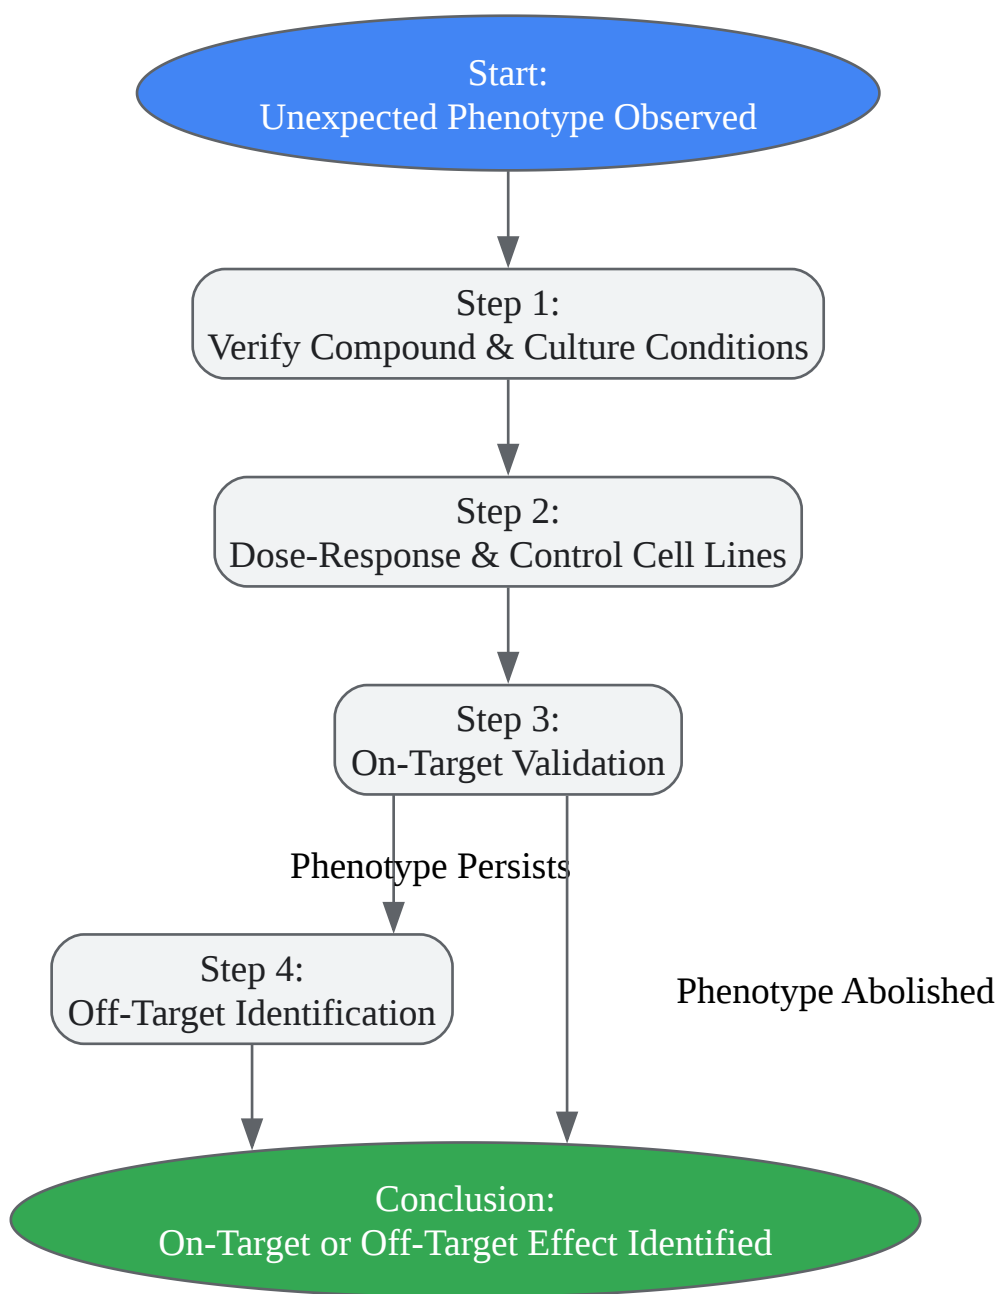 Start:
Unexpected Phenotype Observed
Step 1:
Verify Compound & Culture Conditions
Step 2:
Dose-Response & Control Cell Lines
Step 3:
On-Target Validation
Phenotype Persists
Step 4:
Off-Target Identification
Phenotype Abolished
Conclusion:
On-Target or Off-Target Effect Identified